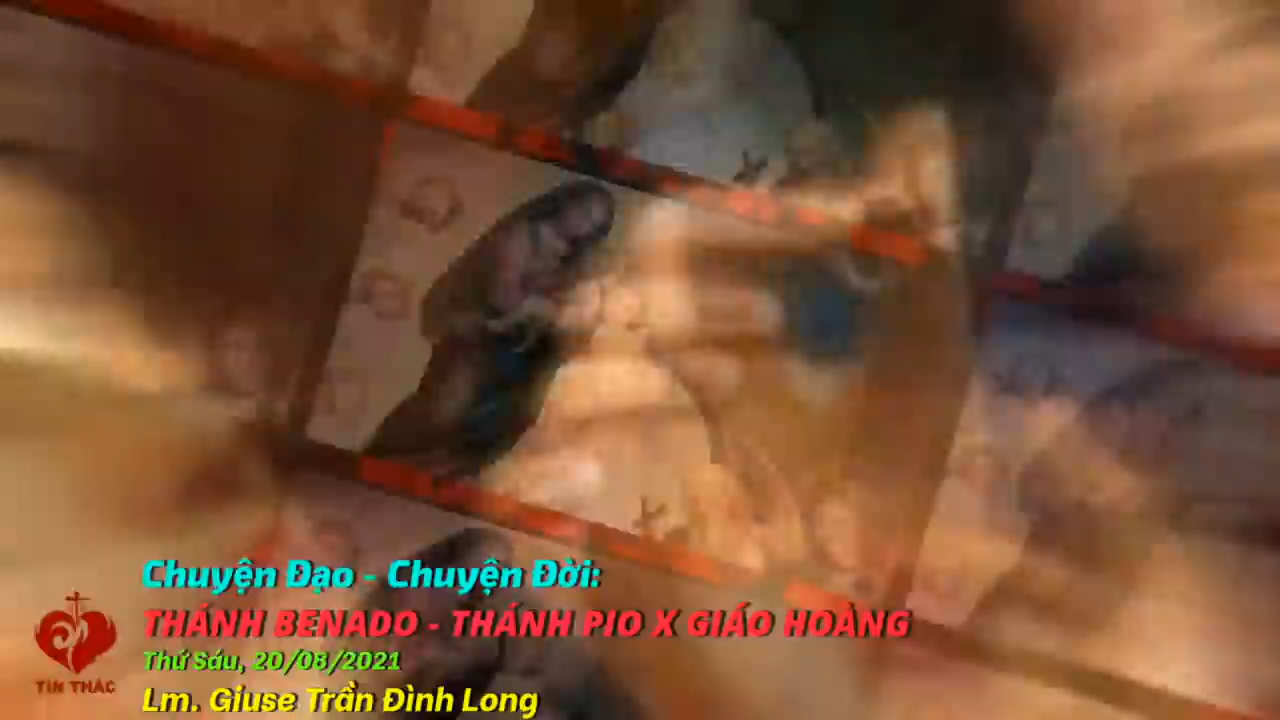 Chuyện Đạo - Chuyện Đời:
THÁNH BENADO - THÁNH PIO X GIÁO HOÀNG
Thứ Sáu, 20/08/2021
TÍN THÁC
Lm. Giuse Trần Đình Long